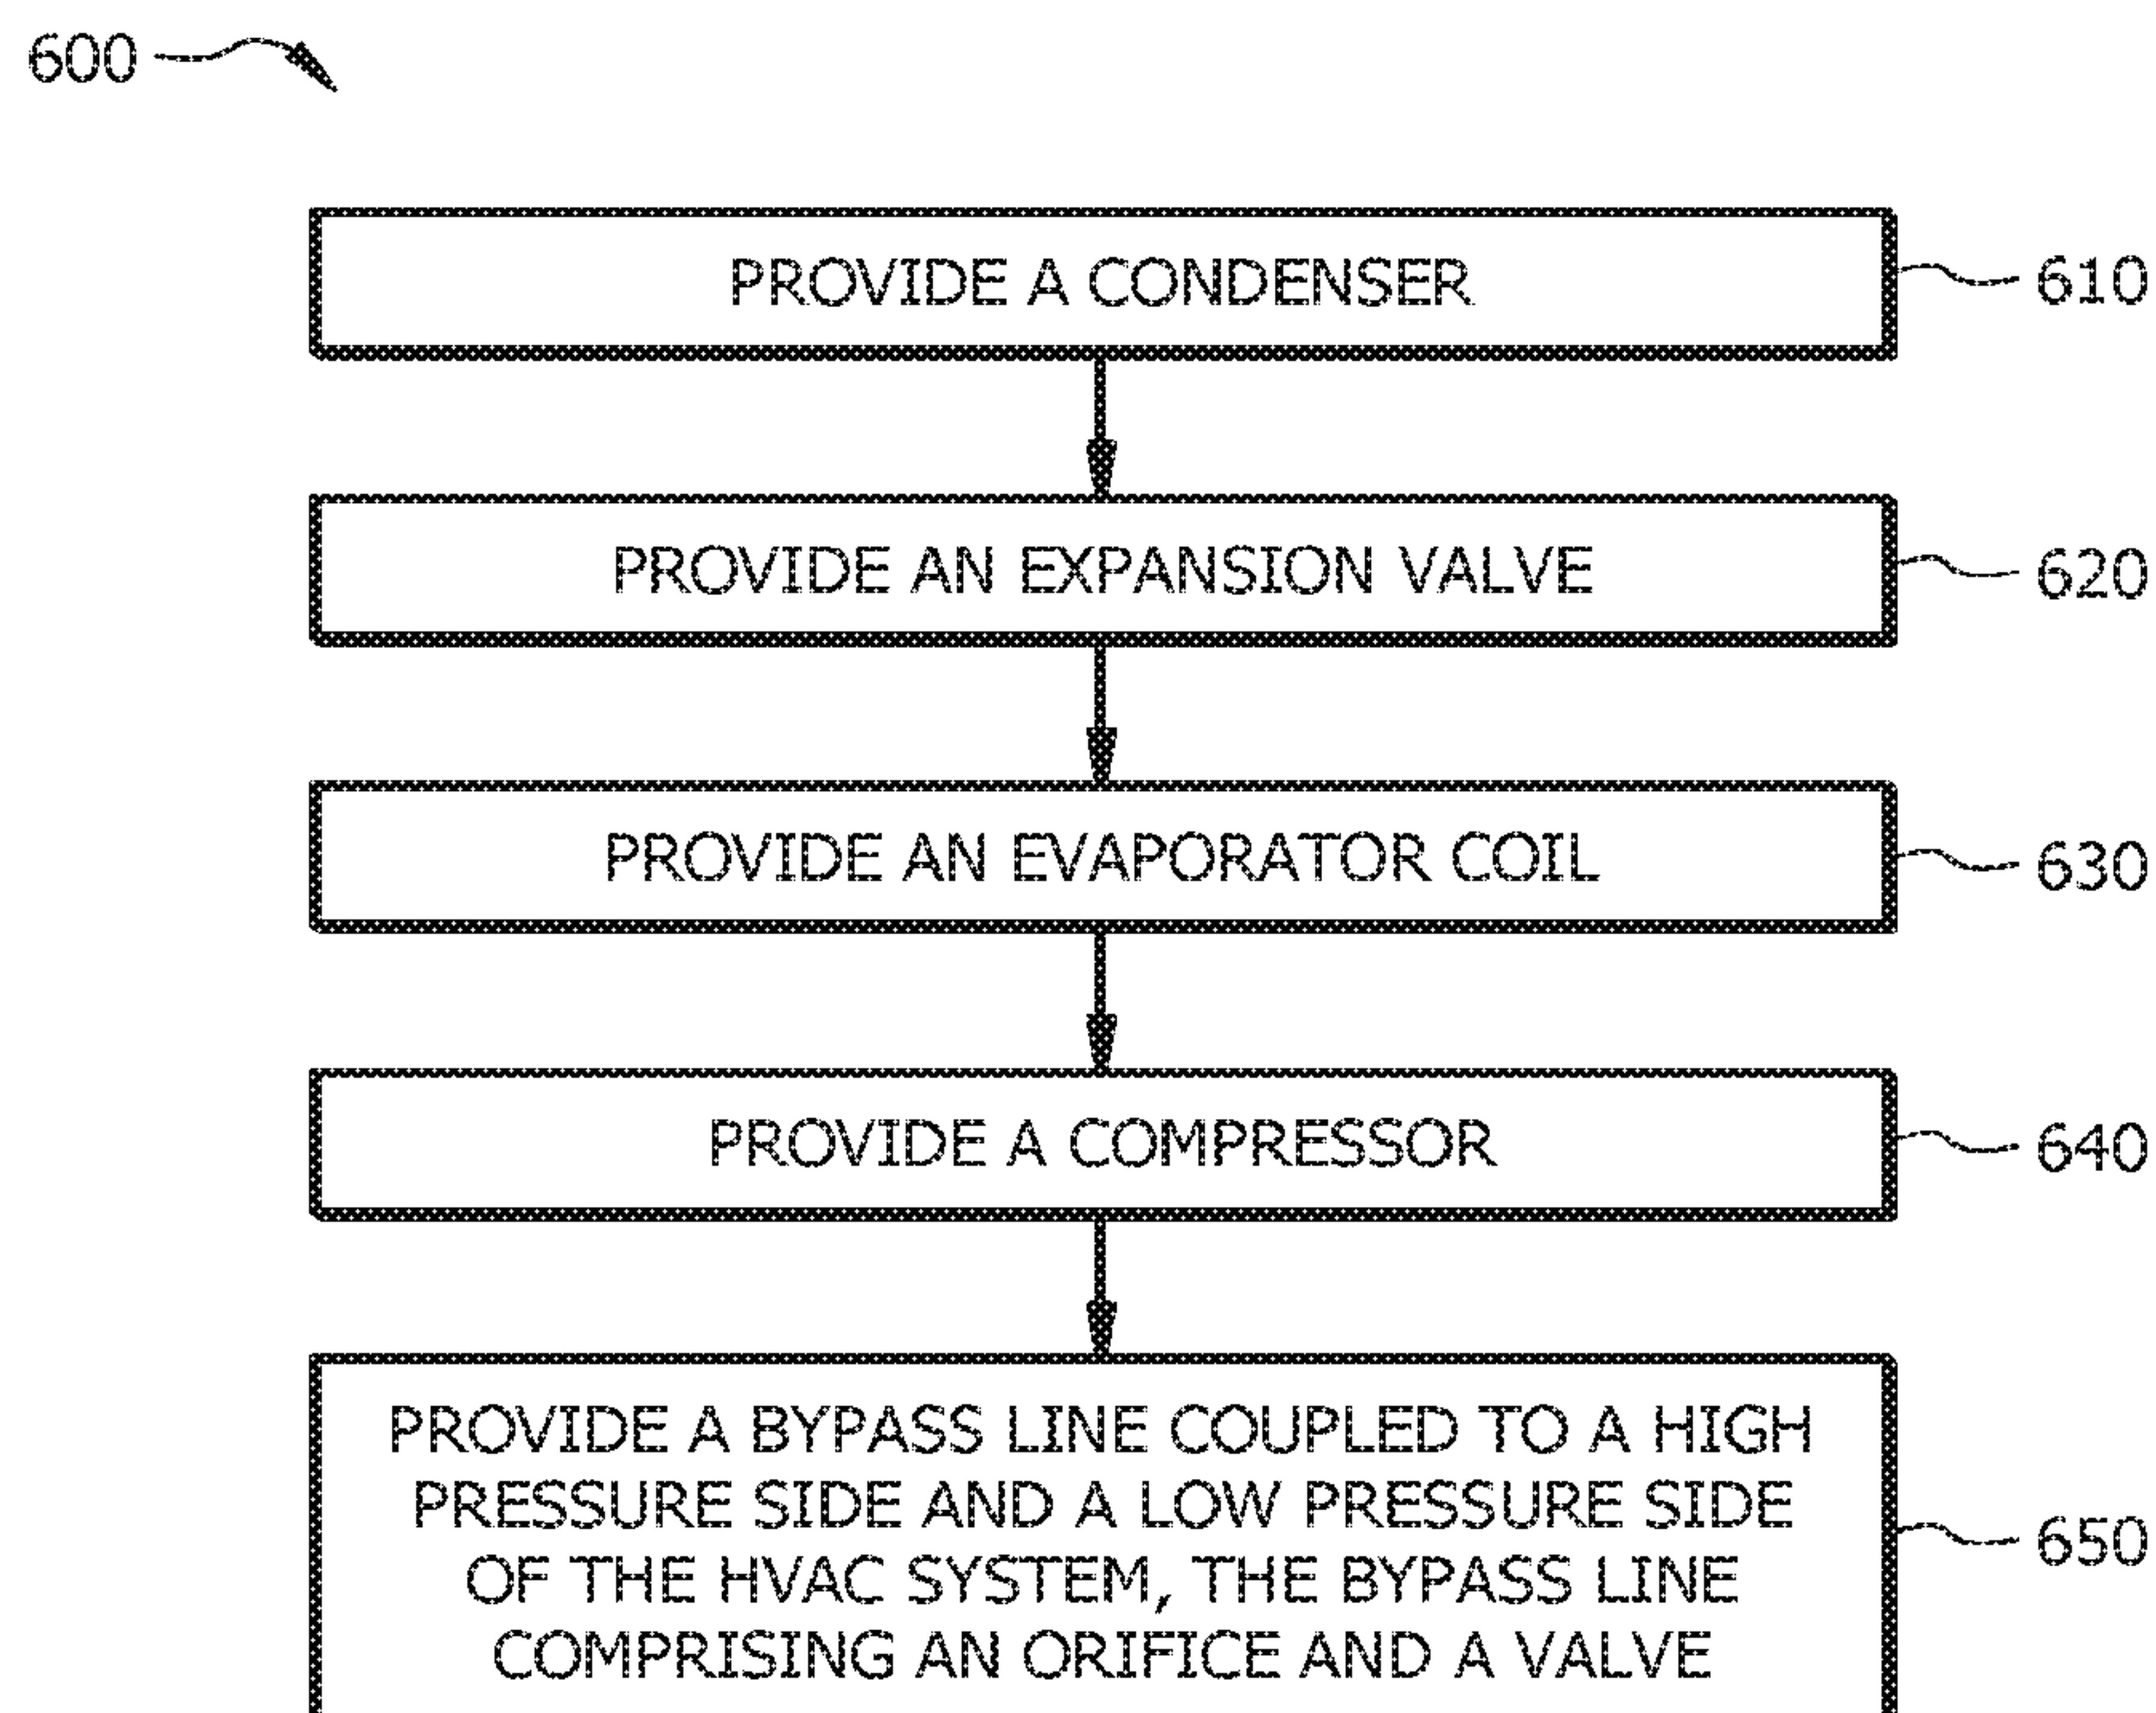 600
PROVIDE A CONDENSER
610
PROVIDE AN EXPANSION VALVE
620
PROVIDE AN EVAPORATOR COIL
630
PROVIDE A COMPRESSOR
640
PROVIDE A BYPASS LINE COUPLED TO A HIGH
PRESSURE SIDE AND A LOW PRESSURE SIDE
OF THE HVAC SYSTEM, THE BYPASS LINE
COMPRISING AN ORIFICE AND A VALVE
650